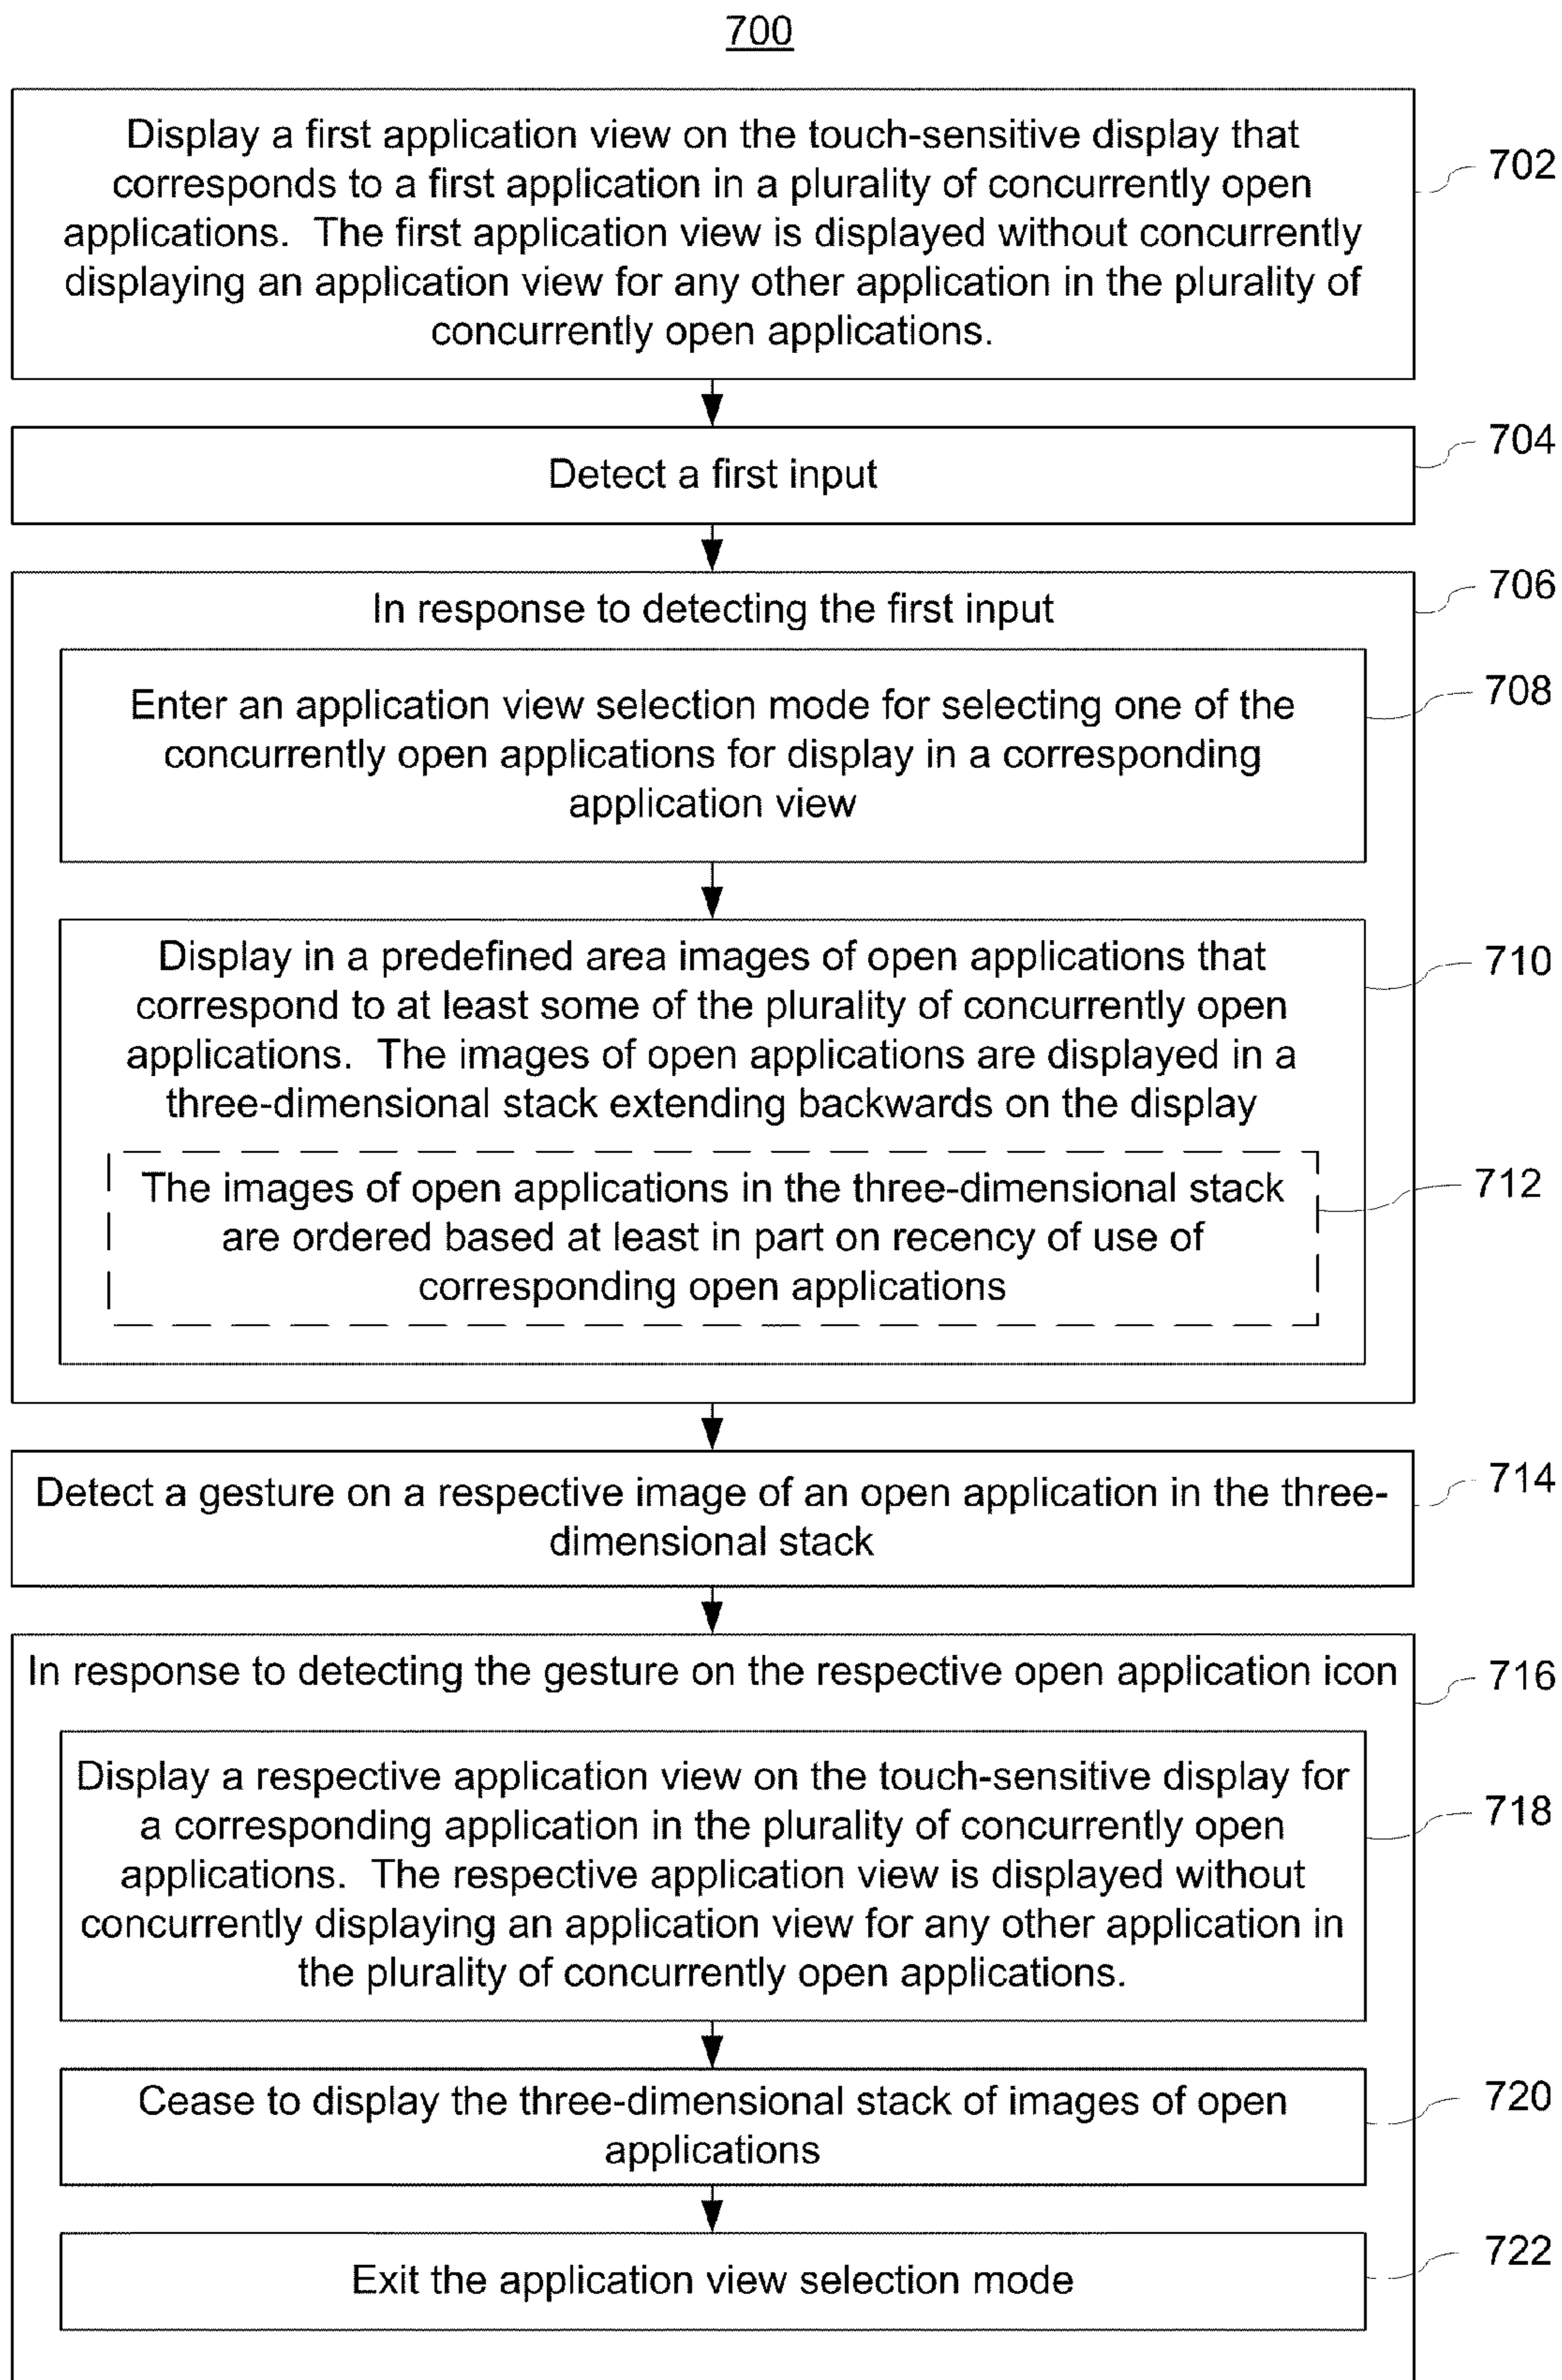 700
Display a first application view on the touch-sensitive display that
corresponds to a first application in a plurality of concurrently open
applications.  The first application view is displayed without concurrently
displaying an application view for any other application in the plurality of
concurrently open applications.
702
Detect a first input
704
In response to detecting the first input
706
Enter an application view selection mode for selecting one of the
concurrently open applications for display in a corresponding
application view
708
Display in a predefined area images of open applications that
correspond to at least some of the plurality of concurrently open
applications.  The images of open applications are displayed in a
three-dimensional stack extending backwards on the display
710
The images of open applications in the three-dimensional stack
are ordered based at least in part on recency of use of
corresponding open applications
712
Detect a gesture on a respective image of an open application in the three-
dimensional stack
714
In response to detecting the gesture on the respective open application icon
716
Display a respective application view on the touch-sensitive display for
a corresponding application in the plurality of concurrently open
applications.  The respective application view is displayed without
concurrently displaying an application view for any other application in
the plurality of concurrently open applications.
718
Cease to display the three-dimensional stack of images of open
applications
720
Exit the application view selection mode
722